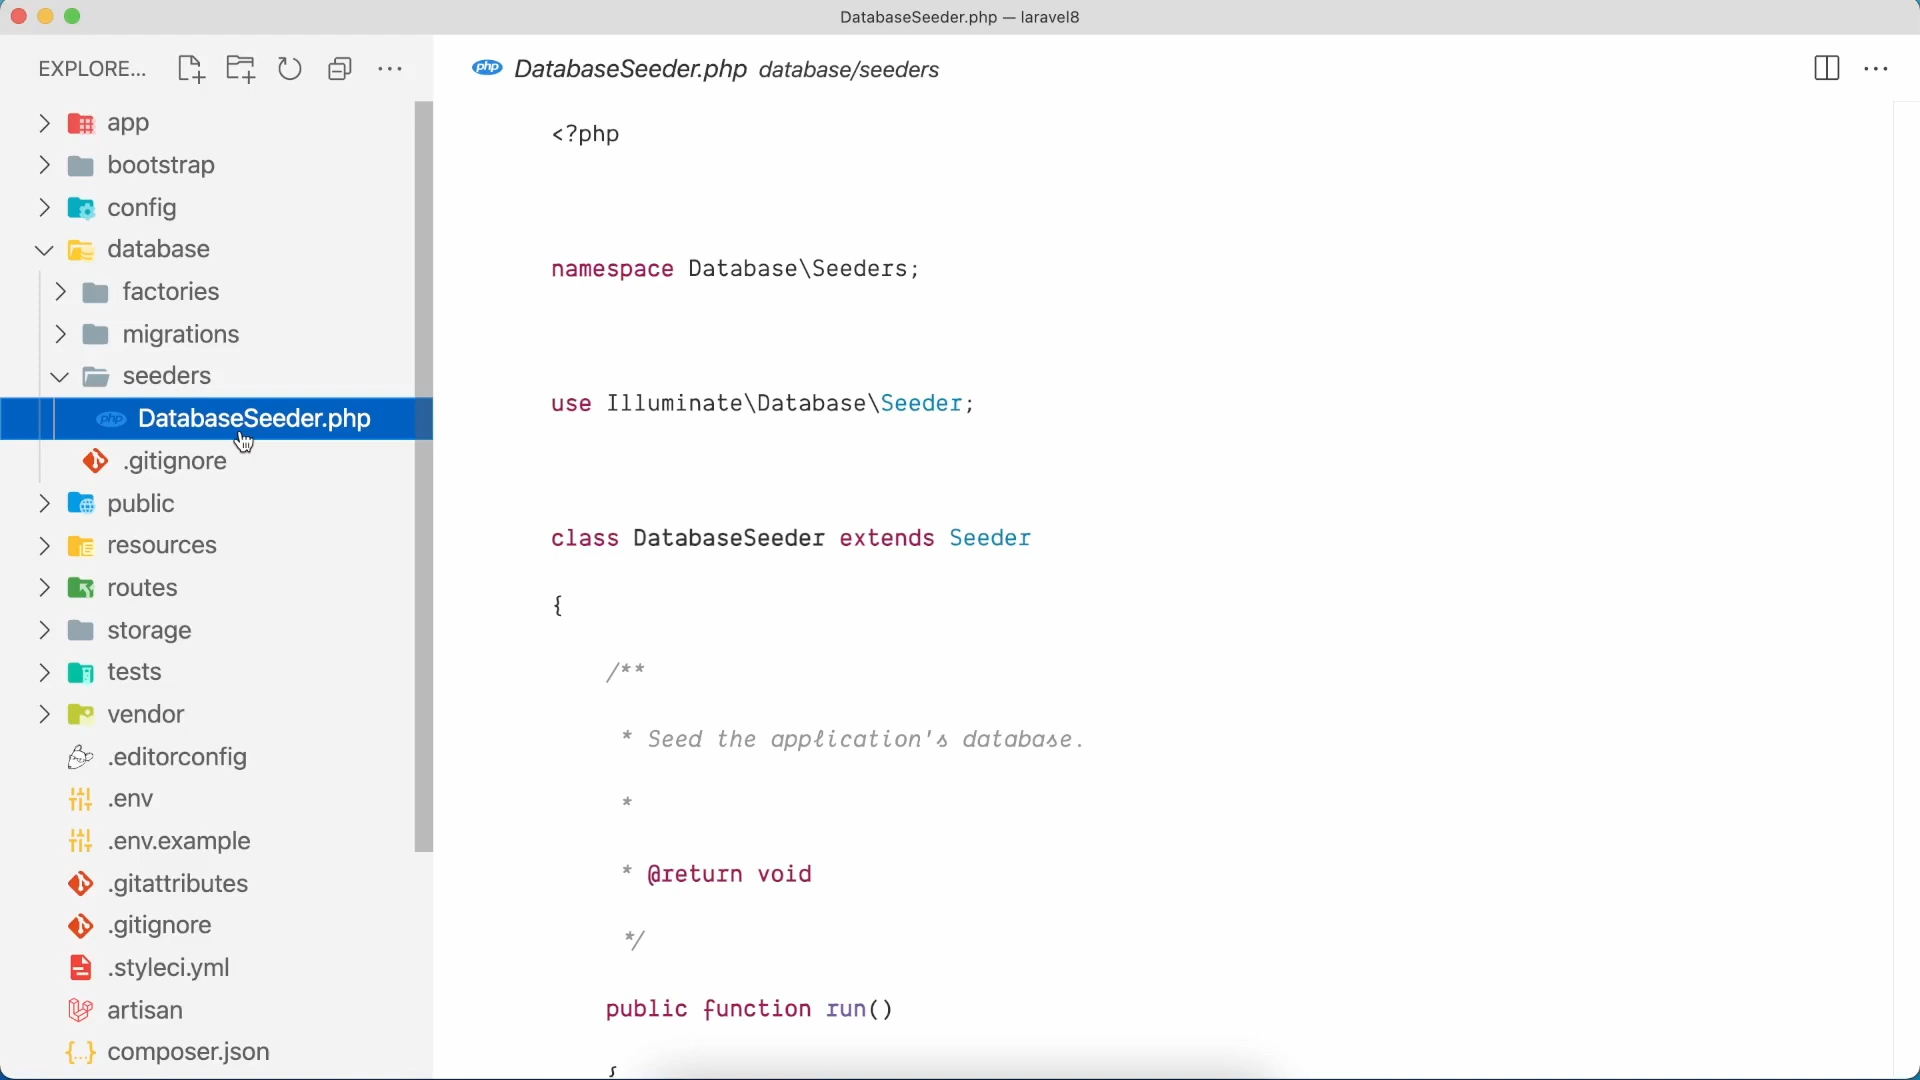 DatabaseSeeder.php — laravel8
EXPLORE...
app
bootstrap
config
database
factories
migrations
seeders
php DatabaseSeeder.php
.gitignore
public
resources
routes
storage
tests
vendor
.editorconfig
.env
.env.example
.gitattributes
.gitignore
.styleci.yml
artisan
{..} composer.json
php DatabaseSeeder.php database/seeders
<?php
namespace Database\Seeders;
use Illuminate\Database\Seeder;
class DatabaseSeeder extends Seeder
{
/**
* Seed the application's database.
*
* @return void
*/
public function run()
{